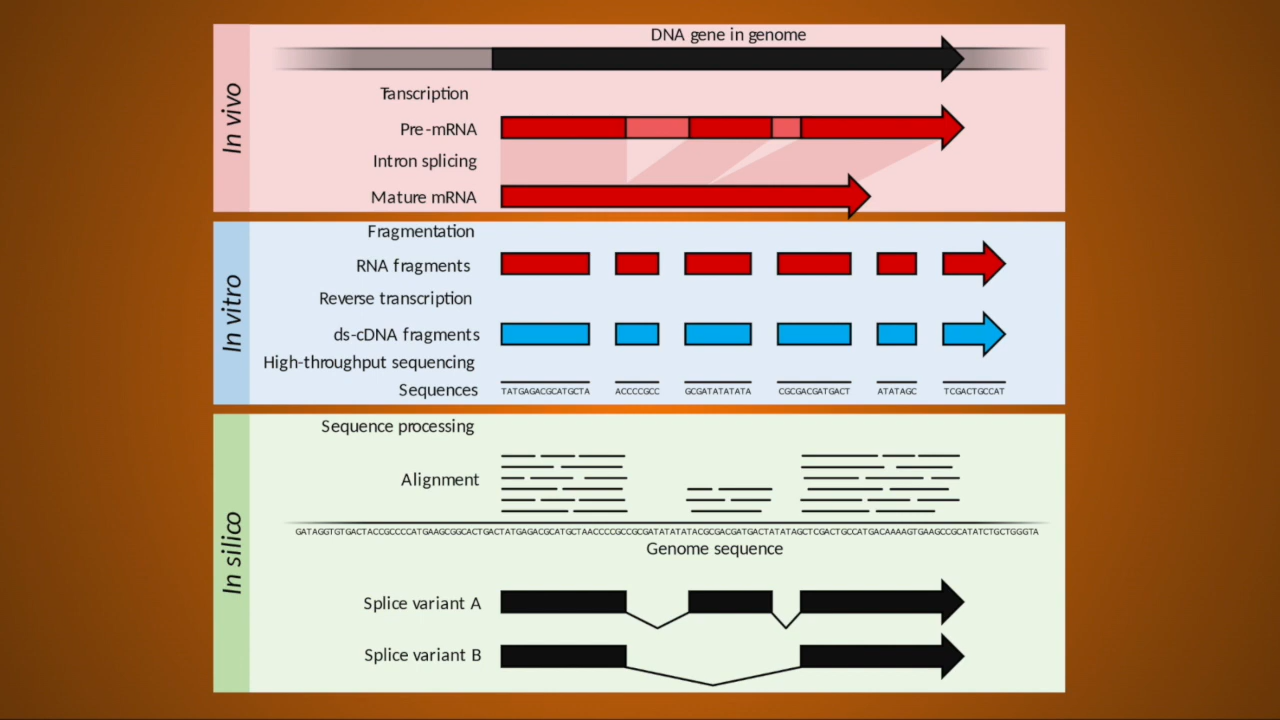 In vivo
DNA gene in genome
Transcription
Pre-mRNA
Intron splicing
Mature mRNA
In vitro
Fragmentation
RNA fragments
Reverse transcription
ds-cDNA fragments
High-throughput sequencing
Sequences
TATGAGACGCATGCTA ACCCCGCC GCGATATATATA CGCGACGATGACT ATATAGC TCGACTGCCAT
In silico
Sequence processing
Alignment
GATAGGTGTGACTACCGCCCCATGAAGCGGCACTGACTATGAGACGCATGCTAACCCCGCCGCGATATATATACGCGACGATGACTATATAGCTCGACTGCCATGACAAAAGTGAAGCCGCATATCTGCTGGGTA
Genome sequence
Splice variant A
Splice variant B